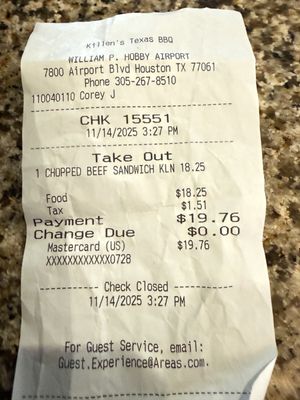 Killen's Texas BBQ
WILLIAM P. HOBBY AIRPORT
7800 Airport Blvd Houston TX 77061
Phone 305-267-8510
110040110 Corey J
CHK 15551
11/14/2025 3:27 PM
Take Out
1 CHOPPED BEEF SANDWICH KLN 18.25
Food $18.25
Tax $1.51
Payment $19.76
Change Due $0.00
Mastercard (US) $19.76
XXXXXXXXXXXX0728
---- Check Closed ----
11/14/2025 3:27 PM
For Guest Service, email:
Guest.Experience@Areas.com.